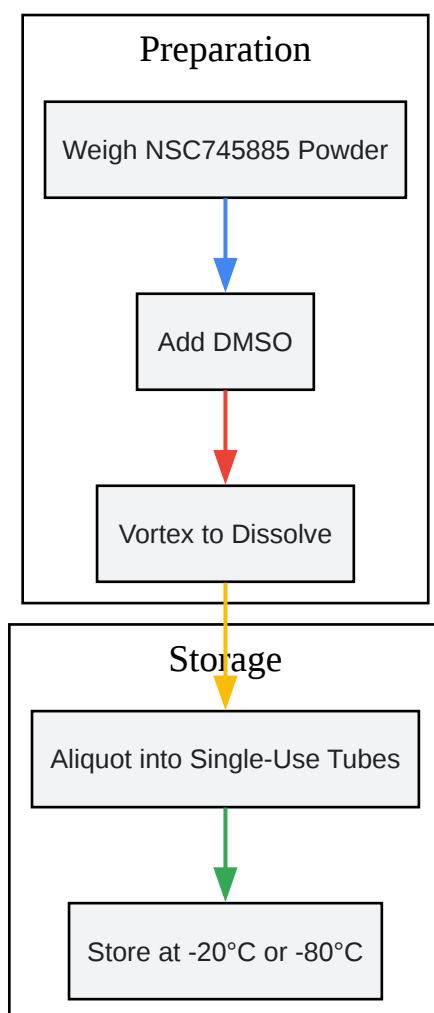 Preparation
Weigh NSC745885 Powder
Add DMSO
Vortex to Dissolve
Storage
Aliquot into Single-Use Tubes
Store at -20°C or -80°C